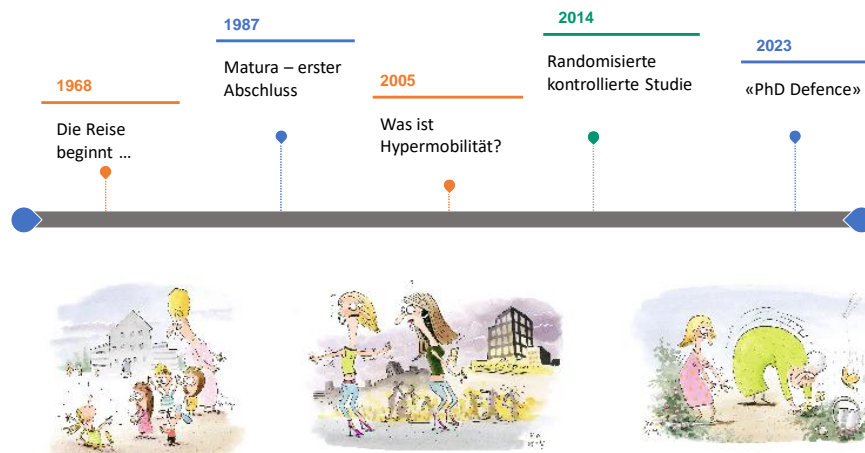 1968
Die Reise
beginnt ...
1987
Matura – erster
Abschluss
2005
Was ist
Hypermobilität?
2014
Randomisierte
kontrollierte Studie
2023
«PhD Defence»